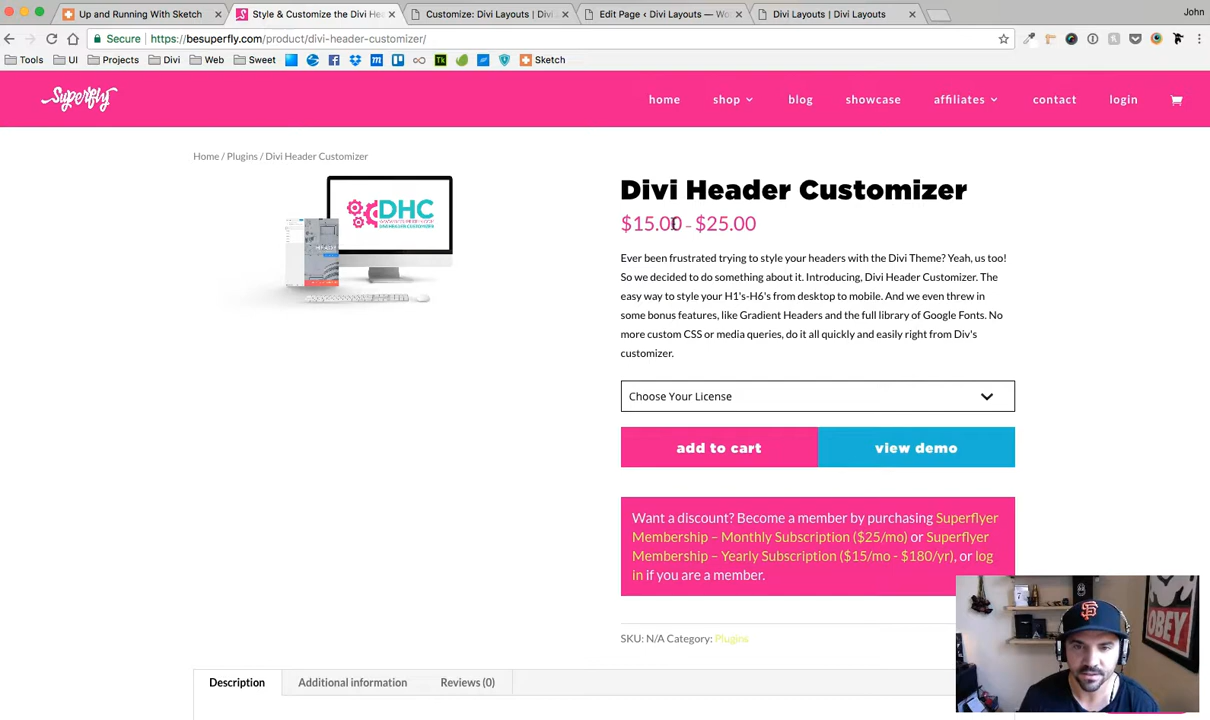 Up and Running With Sketch
Style & Customize the Divi He
Customize: Divi Layouts | Divi
Edit Page ‹ Divi Layouts — Wo
Divi Layouts | Divi Layouts
John
Secure
https://besuperfly.com/product/divi-header-customizer/
Tools
UI
Projects
Divi
Web
Sweet
Sketch
Superfly
home
shop
blog
showcase
affiliates
contact
login
Home / Plugins / Divi Header Customizer
DHC
Divi Header Customizer
$15.00 - $25.00
Ever been frustrated trying to style your headers with the Divi Theme? Yeah, us too!
So we decided to do something about it. Introducing, Divi Header Customizer. The
easy way to style your H1's-H6's from desktop to mobile. And we even threw in
some bonus features, like Gradient Headers and the full library of Google Fonts. No
more custom CSS or media queries, do it all quickly and easily right from Div's
customizer.
Choose Your License
add to cart
view demo
Want a discount? Become a member by purchasing Superflyer
Membership – Monthly Subscription ($25/mo) or Superflyer
Membership – Yearly Subscription ($15/mo - $180/yr), or log
in if you are a member.
SKU: N/A Category: Plugins
Description
Additional information
Reviews (0)
OBEY